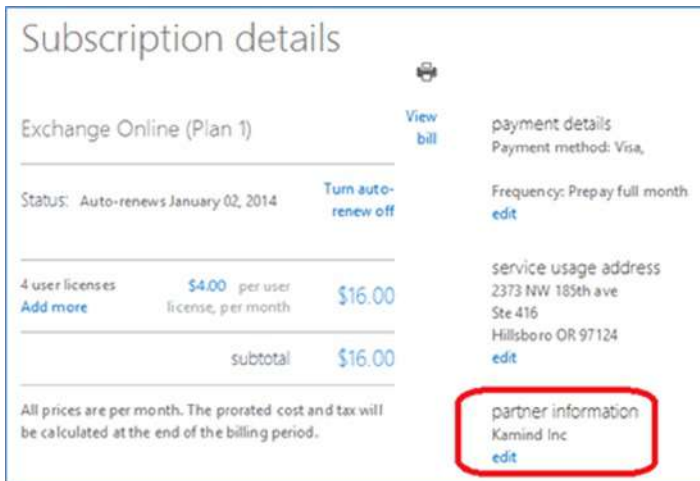 Subscription details
Exchange Online (Plan 1)
View
bill
Status: Auto-renews January 02, 2014
Turn auto-
renew off
4 user licenses
Add more
$4.00 per user
license, per month
$16.00
subtotal $16.00
All prices are per month. The prorated cost and tax will
be calculated at the end of the billing period.
payment details
Payment method: Visa,
Frequency: Prepay full month
edit
service usage address
2373 NW 185th ave
Ste 416
Hillsboro OR 97124
edit
partner information
Kamind Inc
edit